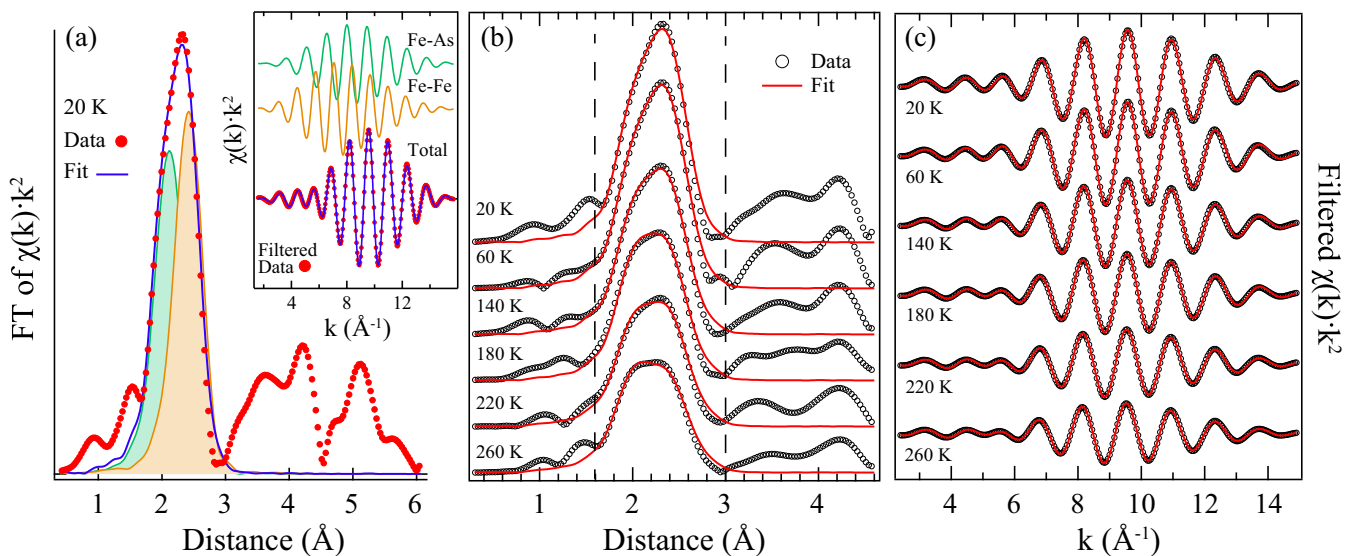 (a)
20 K
Data
Fit
FT of χ(k)·k²
1 2 3 4 5 6
Distance (Å)
Fe-As
Fe-Fe
Total
Filtered
Data
χ(k)·k²
4 8 12
k (Å⁻¹)
(b)
Data
Fit
20 K
60 K
140 K
180 K
220 K
260 K
1 2 3 4
Distance (Å)
(c)
20 K
60 K
140 K
180 K
220 K
260 K
4 6 8 10 12 14
k (Å⁻¹)
Filtered χ(k)·k²